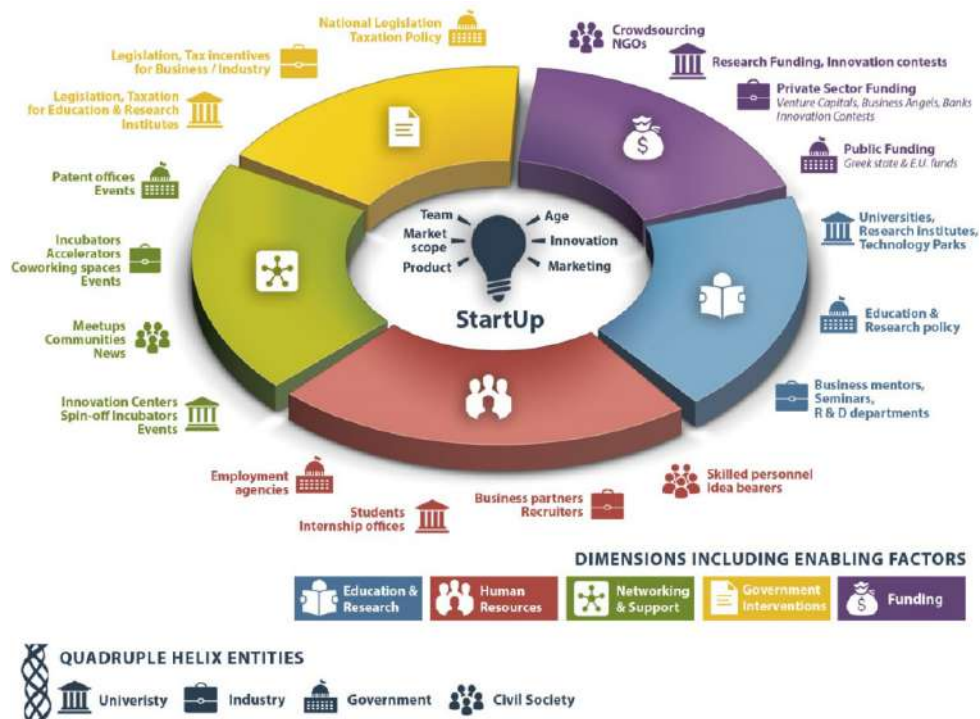 National Legislation
Taxation Policy
Legislation, Tax incentives
for Business / Industry
Legislation, Taxation
for Education & Research
Institutes
Patent offices
Events
Incubators
Accelerators
Coworking spaces
Events
Meetups
Communities
News
Innovation Centers
Spin-off Incubators
Events
Employment
agencies
Students
Internship offices
Business partners
Recruiters
Skilled personnel
Idea bearers
Crowdsourcing
NGOs
Research Funding, Innovation contests
Private Sector Funding
Venture Capitals, Business Angels, Banks
Innovation Contests
Public Funding
Greek state & E.U. funds
Universities,
Research Institutes,
Technology Parks
Education &
Research policy
Business mentors,
Seminars,
R & D departments
$
Team
Market
scope
Product
Age
Innovation
Marketing
StartUp
DIMENSIONS INCLUDING ENABLING FACTORS
Education &
Research
Human
Resources
Networking
& Support
Government
Interventions
$
Funding
QUADRUPLE HELIX ENTITIES
Univeristy
Industry
Government
Civil Society